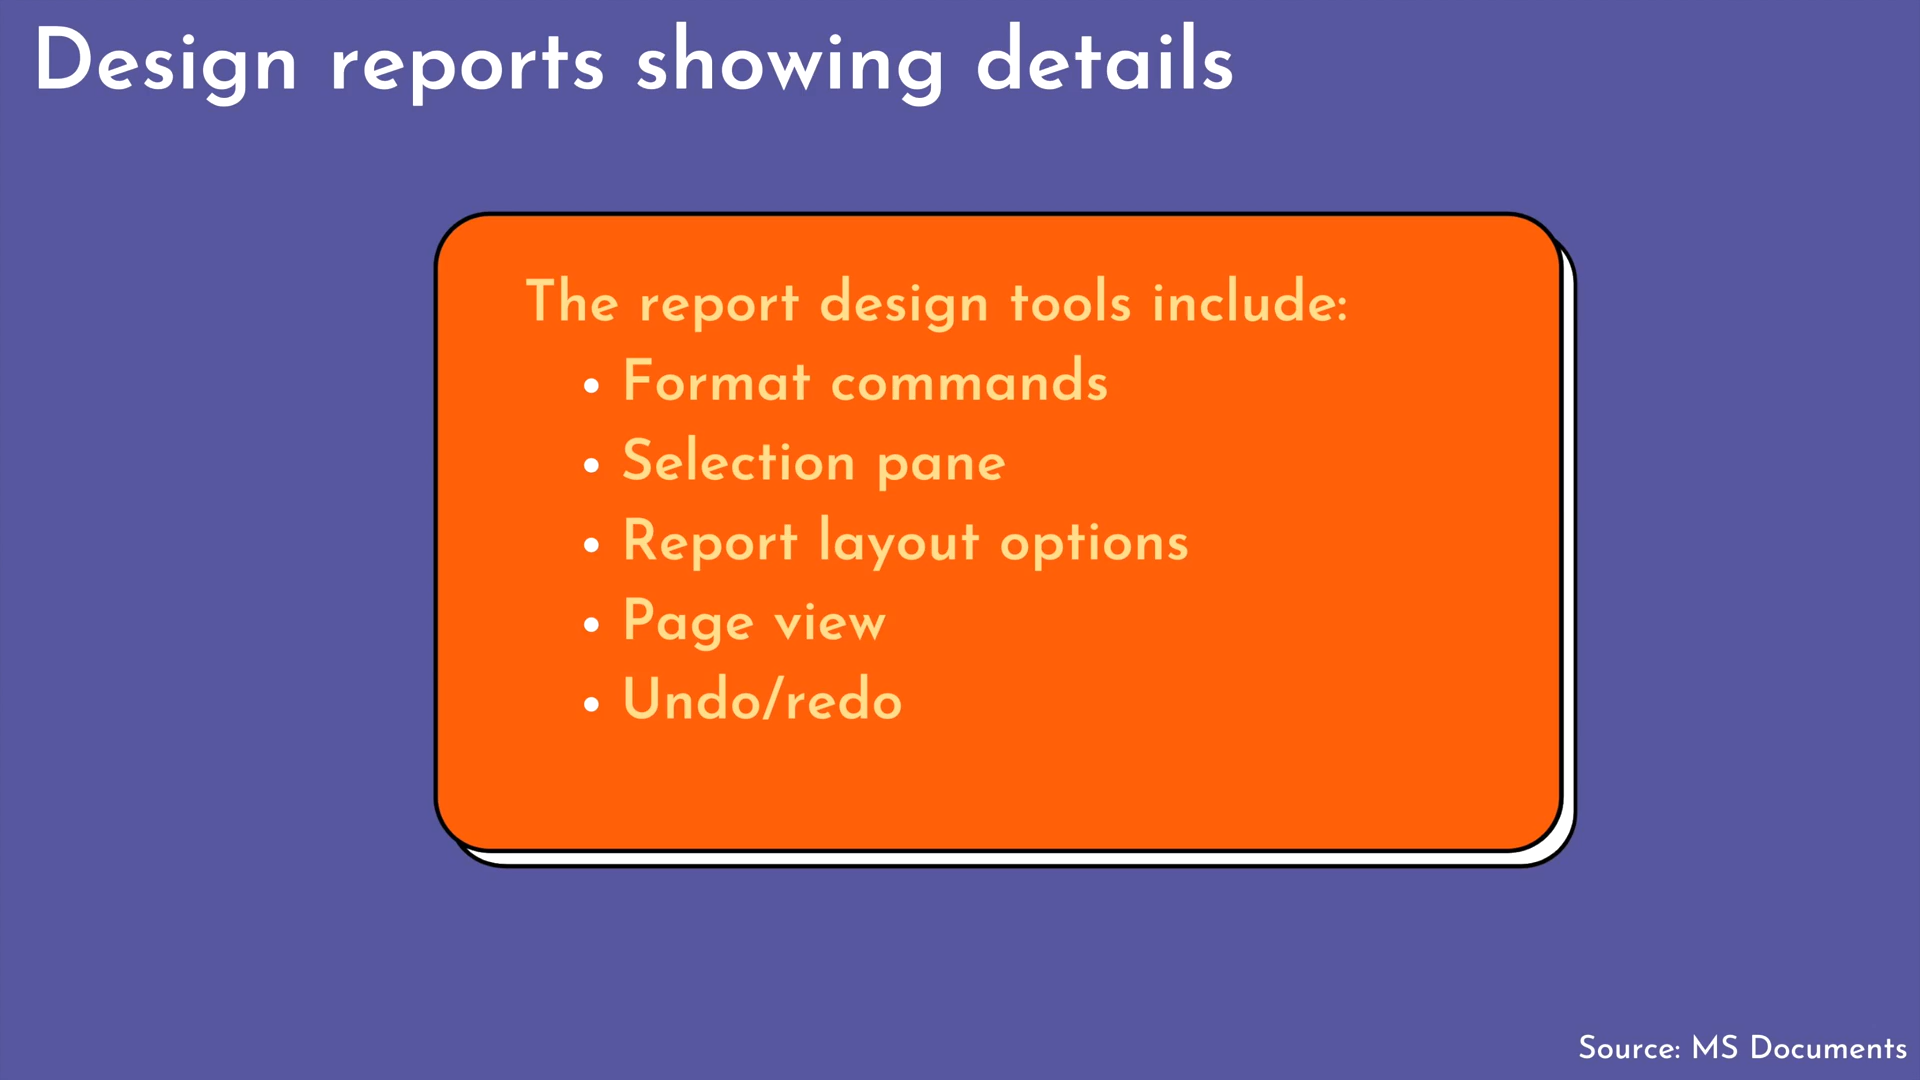 Design reports showing details
The report design tools include:
• Format commands
• Selection pane
• Report layout options
• Page view
• Undo/redo
Source: MS Documents